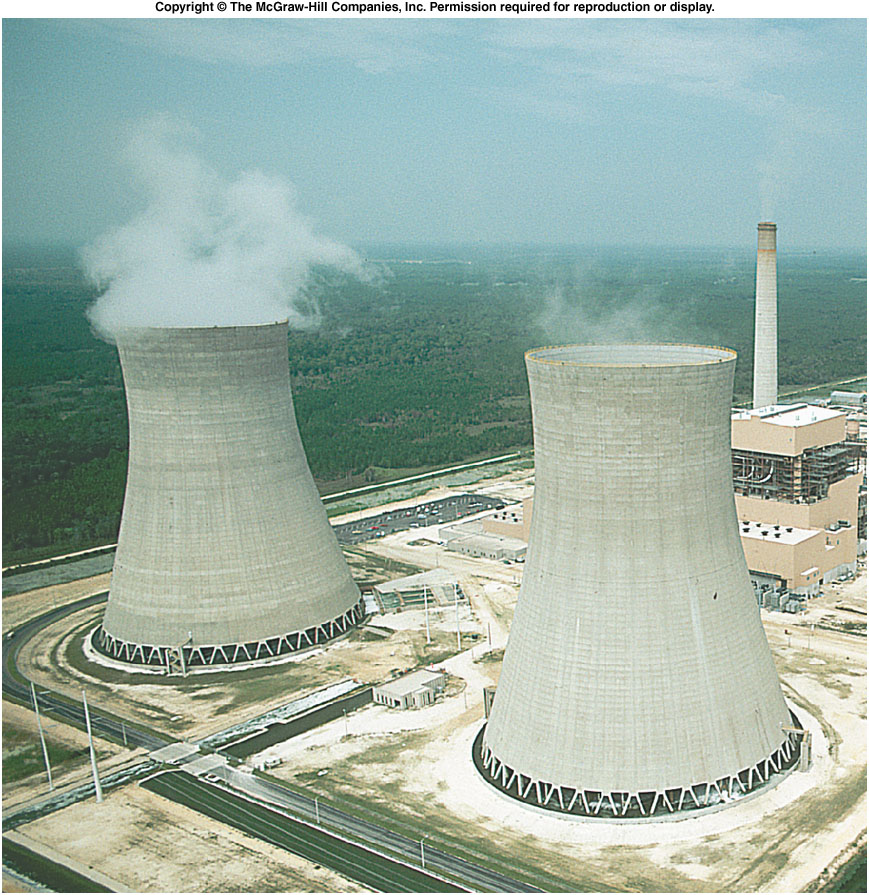 Copyright © The McGraw-Hill Companies, Inc. Permission required for reproduction or display.